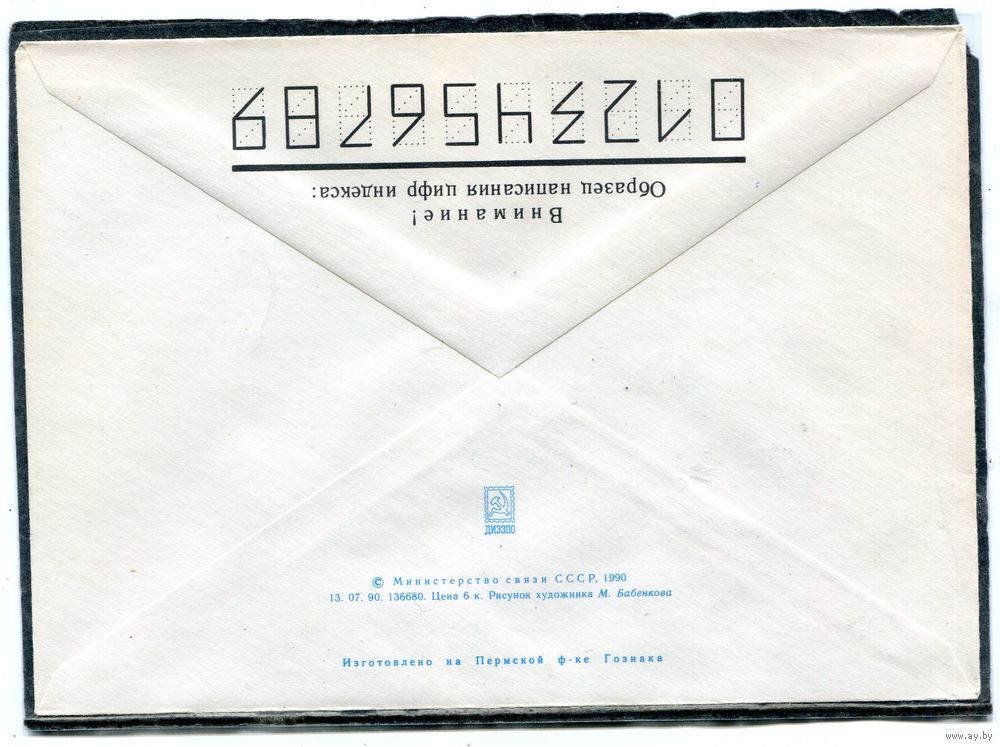 Внимание!
Образец написания цифр индекса:
0123456789
ДИЭЗПО
© Министерство связи СССР, 1990
13. 07. 90. 136680. Цена 6 к. Рисунок художника М. Бабенкова
Изготовлено на Пермской ф-ке Гознака
www.ay.by